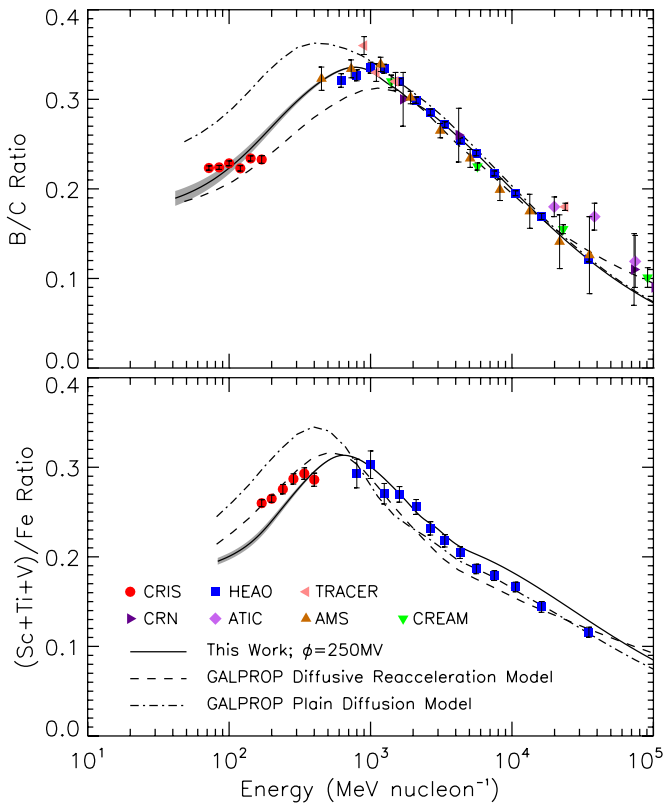 0.4
0.3
0.2
0.1
0.0
B/C Ratio
0.4
0.3
0.2
0.1
0.0
(Sc+Ti+V)/Fe Ratio
CRIS HEAO TRACER
CRN ATIC AMS CREAM
This Work; ϕ=250MV
GALPROP Diffusive Reacceleration Model
GALPROP Plain Diffusion Model
10¹ 10² 10³ 10⁴ 10⁵
Energy (MeV nucleon⁻¹)